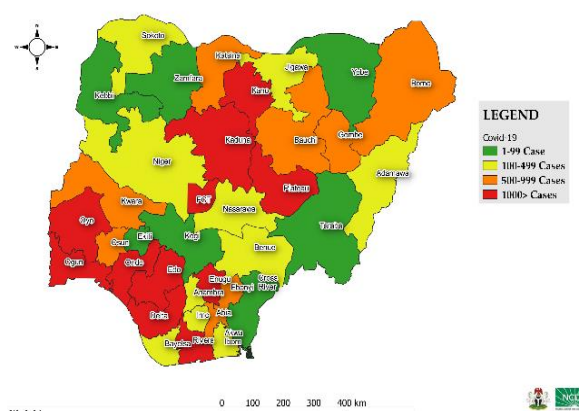 N
W
E
S
Sokoto
Kebbi
Zamfara
Katsina
Kano
Jigawa
Yobe
Borno
Kaduna
Bauchi
Gombe
Adamawa
Niger
FCT
Plateau
Nasarawa
Taraba
Kwara
Oyo
Osun
Ekiti
Kogi
Benue
Ogun
Ondo
Edo
Enugu
Ebonyi
Cross
River
Anambra
Delta
Imo
Abia
Akwa
Ibom
Bayelsa
Rivers
LEGEND
Covid-19
1-99 Case
100-499 Cases
500-999 Cases
1000> Cases
0 100 200 300 400 km